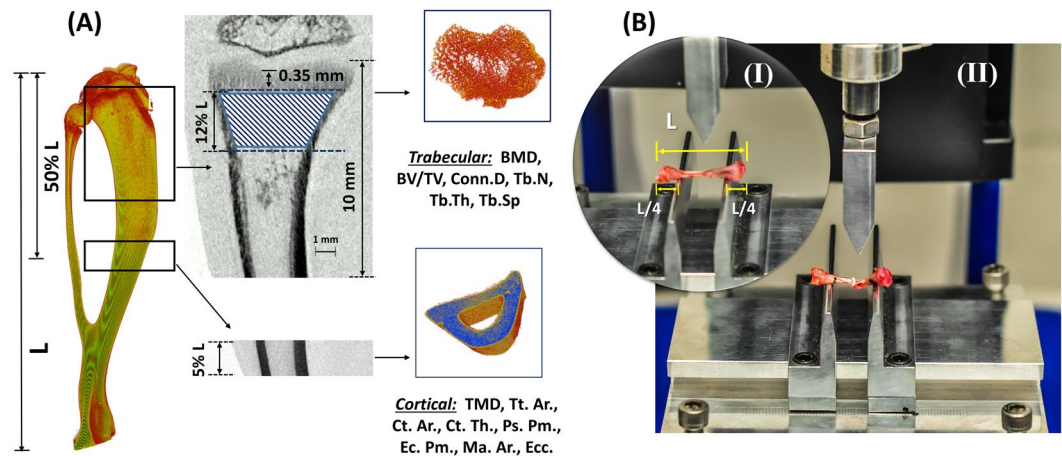 (A)
0.35 mm
50% L
12% L
10 mm
1 mm
L
5% L
Trabecular: BMD,
BV/TV, Conn.D, Tb.N,
Tb.Th, Tb.Sp
Cortical: TMD, Tt. Ar.,
Ct. Ar., Ct. Th., Ps. Pm.,
Ec. Pm., Ma. Ar., Ecc.
(B)
(I)
(II)
L
L/4
L/4